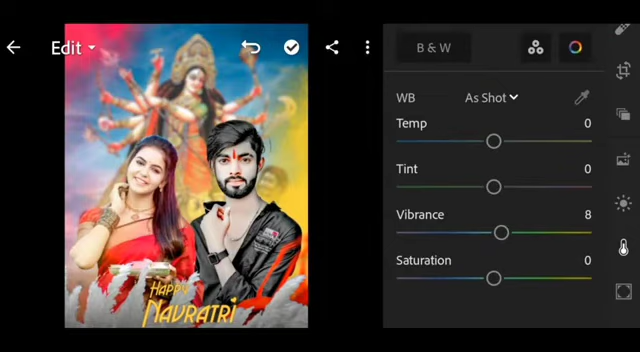 Edit
B & W
WB As Shot
Temp 0
Tint 0
Vibrance 8
Saturation 0
HAPPY
NAVRATRI